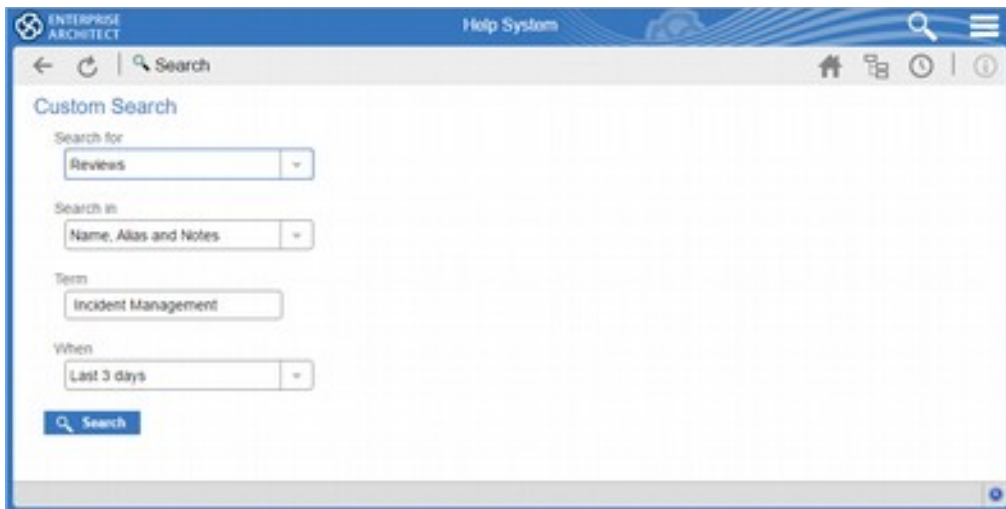 ENTERPRISE
ARCHITECT
Help System
Search
Custom Search
Search for
Reviews
Search in
Name, Alias and Notes
Term
Incident Management
When
Last 3 days
Search